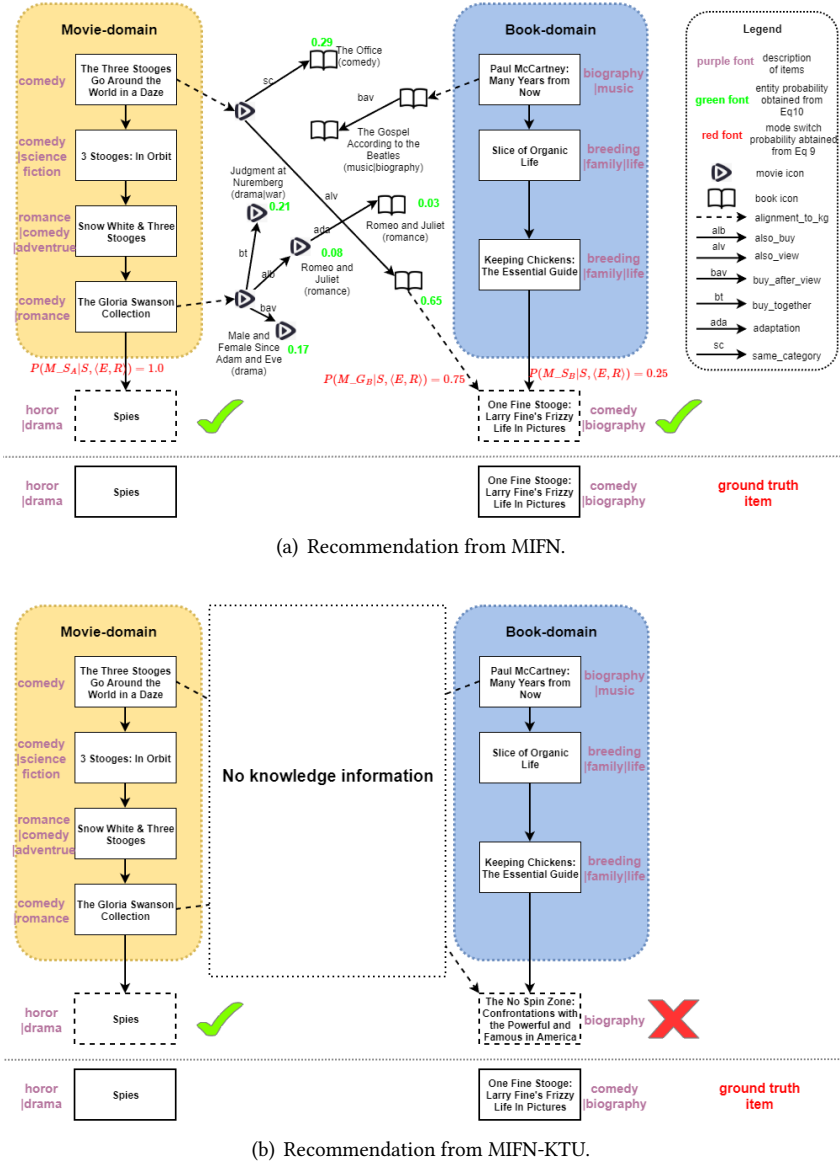 Movie-domain
comedy
The Three Stooges
Go Around the
World in a Daze
comedy
|science
fiction
3 Stooges: In Orbit
romance
|comedy
|adventrue
Snow White & Three
Stooges
comedy
|romance
The Gloria Swanson
Collection
P(M_S_A|S,⟨E,R⟩) = 1.0
horor
|drama
Spies
0.29
The Office
(comedy)
sc
bav
The Gospel
According to the
Beatles
(music|biography)
Judgment at
Nuremberg
(drama|war)
0.21
alv
ada
0.03
Romeo and Juliet
(romance)
bt
alb
0.08
Romeo and
Juliet
(romance)
bav
0.65
Male and
Female Since
Adam and Eve
(drama)
0.17
P(M_G_B|S,⟨E,R⟩) = 0.75
Book-domain
Paul McCartney:
Many Years from
Now
biography
|music
Slice of Organic
Life
breeding
|family|life
Keeping Chickens:
The Essential Guide
breeding
|family|life
P(M_S_B|S,⟨E,R⟩) = 0.25
One Fine Stooge:
Larry Fine's Frizzy
Life In Pictures
comedy
|biography
Legend
purple font
description
of items
green font
entity probability
obtained from
Eq10
red font
mode switch
probability abtained
from Eq 9
movie icon
book icon
alignment_to_kg
alb
also_buy
alv
also_view
bav
buy_after_view
bt
buy_together
ada
adaptation
sc
same_category
horor
|drama
Spies
One Fine Stooge:
Larry Fine's Frizzy
Life In Pictures
comedy
|biography
ground truth
item
(a) Recommendation from MIFN.
Movie-domain
comedy
The Three Stooges
Go Around the
World in a Daze
comedy
|science
fiction
3 Stooges: In Orbit
romance
|comedy
|adventrue
Snow White & Three
Stooges
comedy
|romance
The Gloria Swanson
Collection
horor
|drama
Spies
No knowledge information
Book-domain
Paul McCartney:
Many Years from
Now
biography
|music
Slice of Organic
Life
breeding
|family|life
Keeping Chickens:
The Essential Guide
breeding
|family|life
The No Spin Zone:
Confrontations with
the Powerful and
Famous in America
biography
horor
|drama
Spies
One Fine Stooge:
Larry Fine's Frizzy
Life In Pictures
comedy
|biography
ground truth
item
(b) Recommendation from MIFN-KTU.